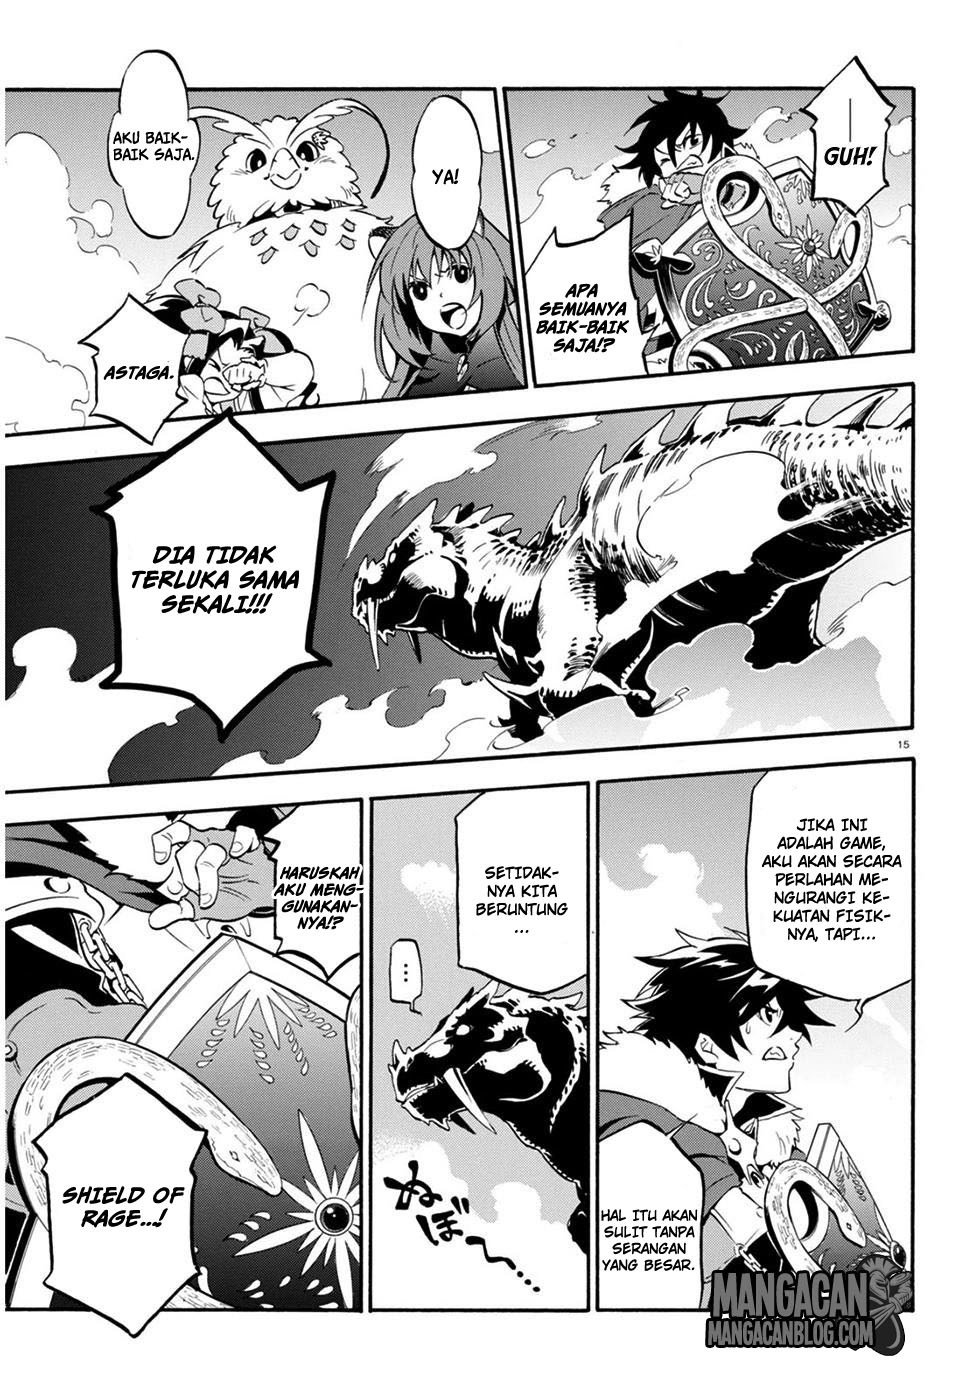 GUH!
APA
SEMUANYA
BAIK-BAIK
SAJA!?
YA!
AKU BAIK-
BAIK SAJA.
ASTAGA.
DIA TIDAK
TERLUKA SAMA
SEKALI!!!
15
JIKA INI
ADALAH GAME,
AKU AKAN SECARA
PERLAHAN ME-
NGURANGI KE-
KUATAN FISIK-
NYA, TAPI...
HAL ITU AKAN
SULIT TANPA
SERANGAN
YANG BESAR.
SETIDAK-
NYA KITA
BERUNTUNG
...
...
ぬぼ〜
HARUSKAH
AKU MENG-
GUNAKAN-
NYA!?
SHIELD OF
RAGE...!
MANGACAN
MANGACANBLOG.COM